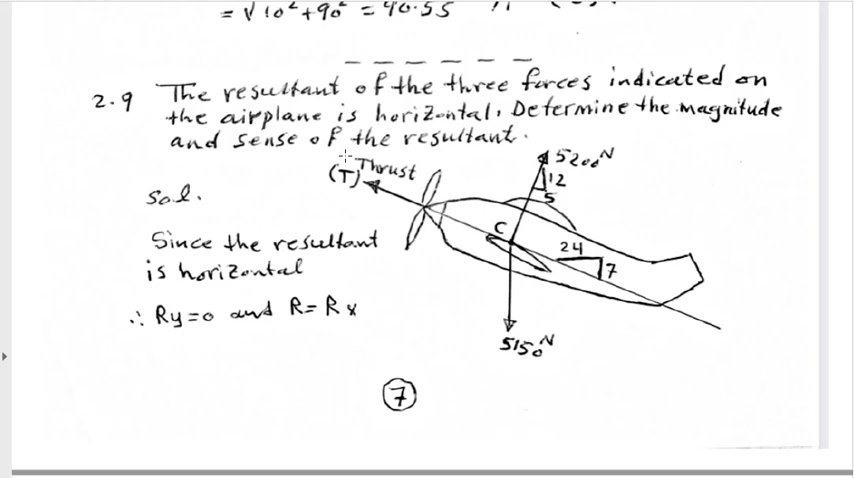 = √10²+90² = 90.55
2.9 The resultant of the three forces indicated on
the airplane is horizontal. Determine the magnitude
and sense of the resultant.
(T) Thrust
5200N
12
5
Sol.
C
24
7
Since the resultant
is horizontal
∴ Ry=0 and R=Rx
5150N
7